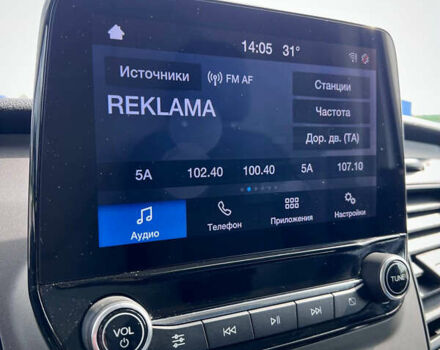 14:05 31°
Источники
FM AF
Станции
REKLAMA
Частота
Дор. дв. (TA)
5A 102.40 100.40 5A 107.10
Аудио
Телефон
Приложения
Настройки
VOL
TUNE